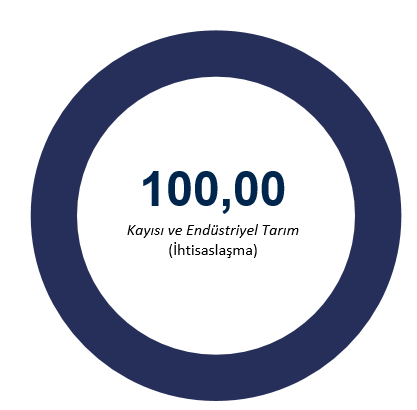 100,00
Kayısı ve Endüstriyel Tarım
(İhtisaslaşma)